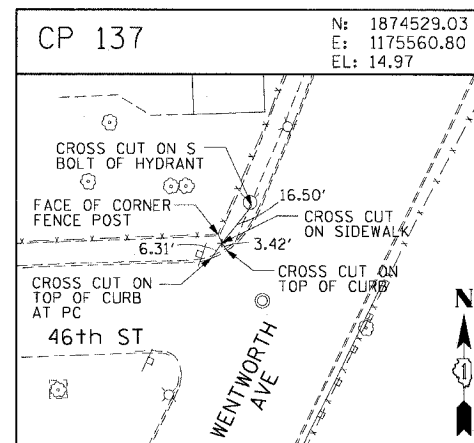 CP 137
N: 1874529.03
E: 1175560.80
EL: 14.97
CROSS CUT ON S
BOLT OF HYDRANT
16.50'
FACE OF CORNER
FENCE POST
CROSS CUT
ON SIDEWALK
6.31'
3.42'
CROSS CUT ON
TOP OF CURB
AT PC
CROSS CUT ON
TOP OF CURB
46th ST
WENTWORTH
AVE
N
1